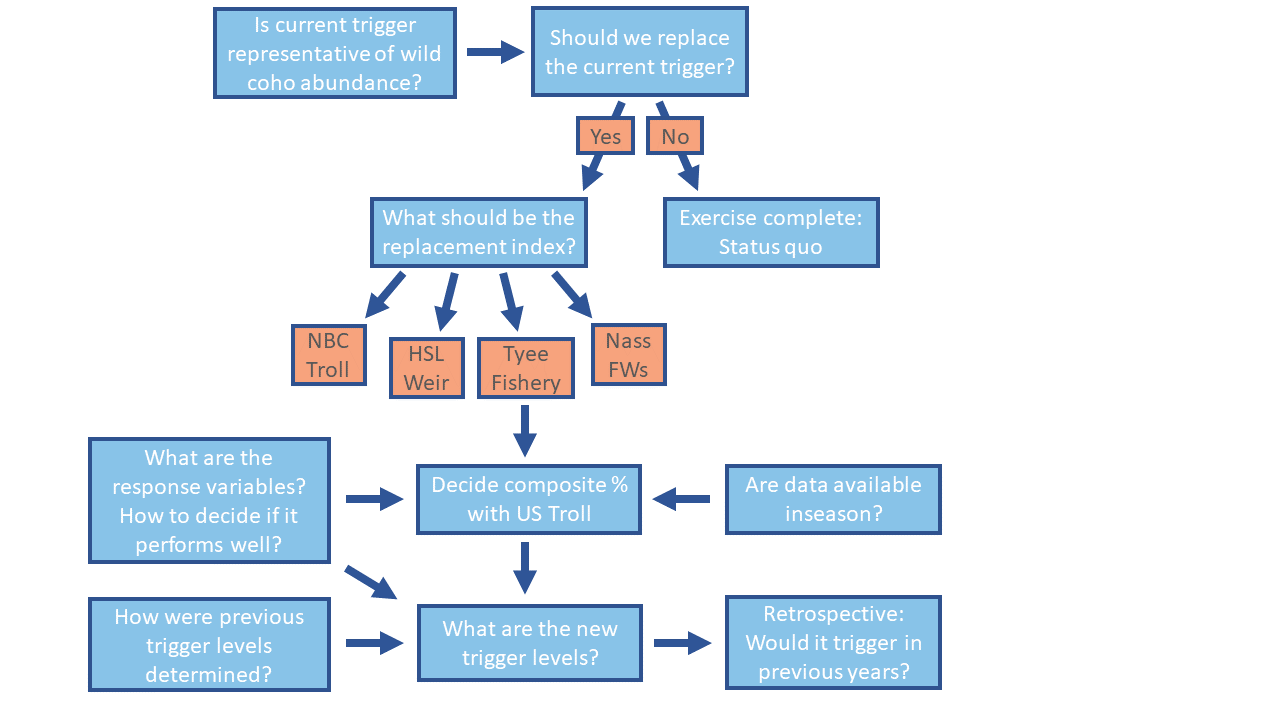 Is current trigger
representative of wild
coho abundance?
Should we replace
the current trigger?
Yes
No
What should be the
replacement index?
Exercise complete:
Status quo
NBC
Troll
HSL
Weir
Tyee
Fishery
Nass
FWs
What are the
response variables?
How to decide if it
performs well?
Decide composite %
with US Troll
Are data available
inseason?
How were previous
trigger levels
determined?
What are the new
trigger levels?
Retrospective:
Would it trigger in
previous years?